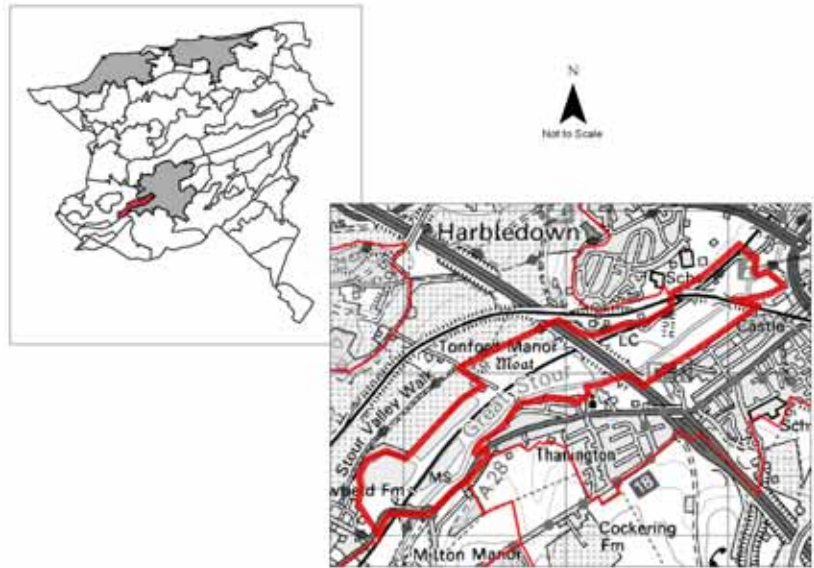 N
Not to Scale
Harbledown
Sch
Castle
LC
Tonford Manor
Moat
Stour Valley Walk
Great Stour
Thanington
Sch
MS
A 28
18
Cockering
Fm
Milton Manor